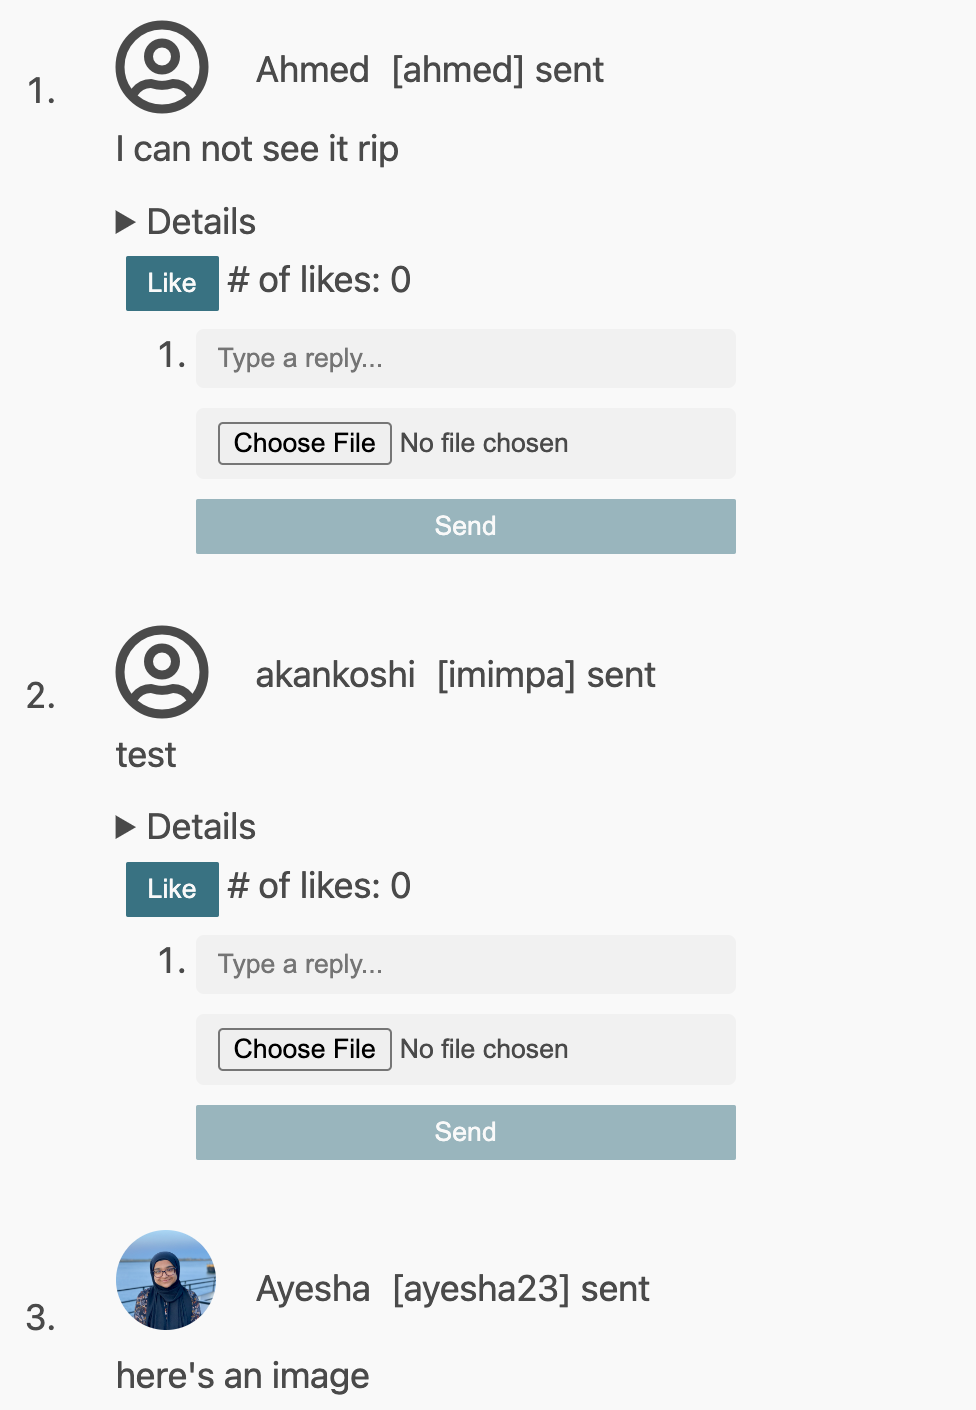 1. Ahmed [ahmed] sent
I can not see it rip
▶ Details
Like # of likes: 0
1. Type a reply...
Choose File No file chosen
Send
2. akankoshi [imimpa] sent
test
▶ Details
Like # of likes: 0
1. Type a reply...
Choose File No file chosen
Send
3. Ayesha [ayesha23] sent
here's an image